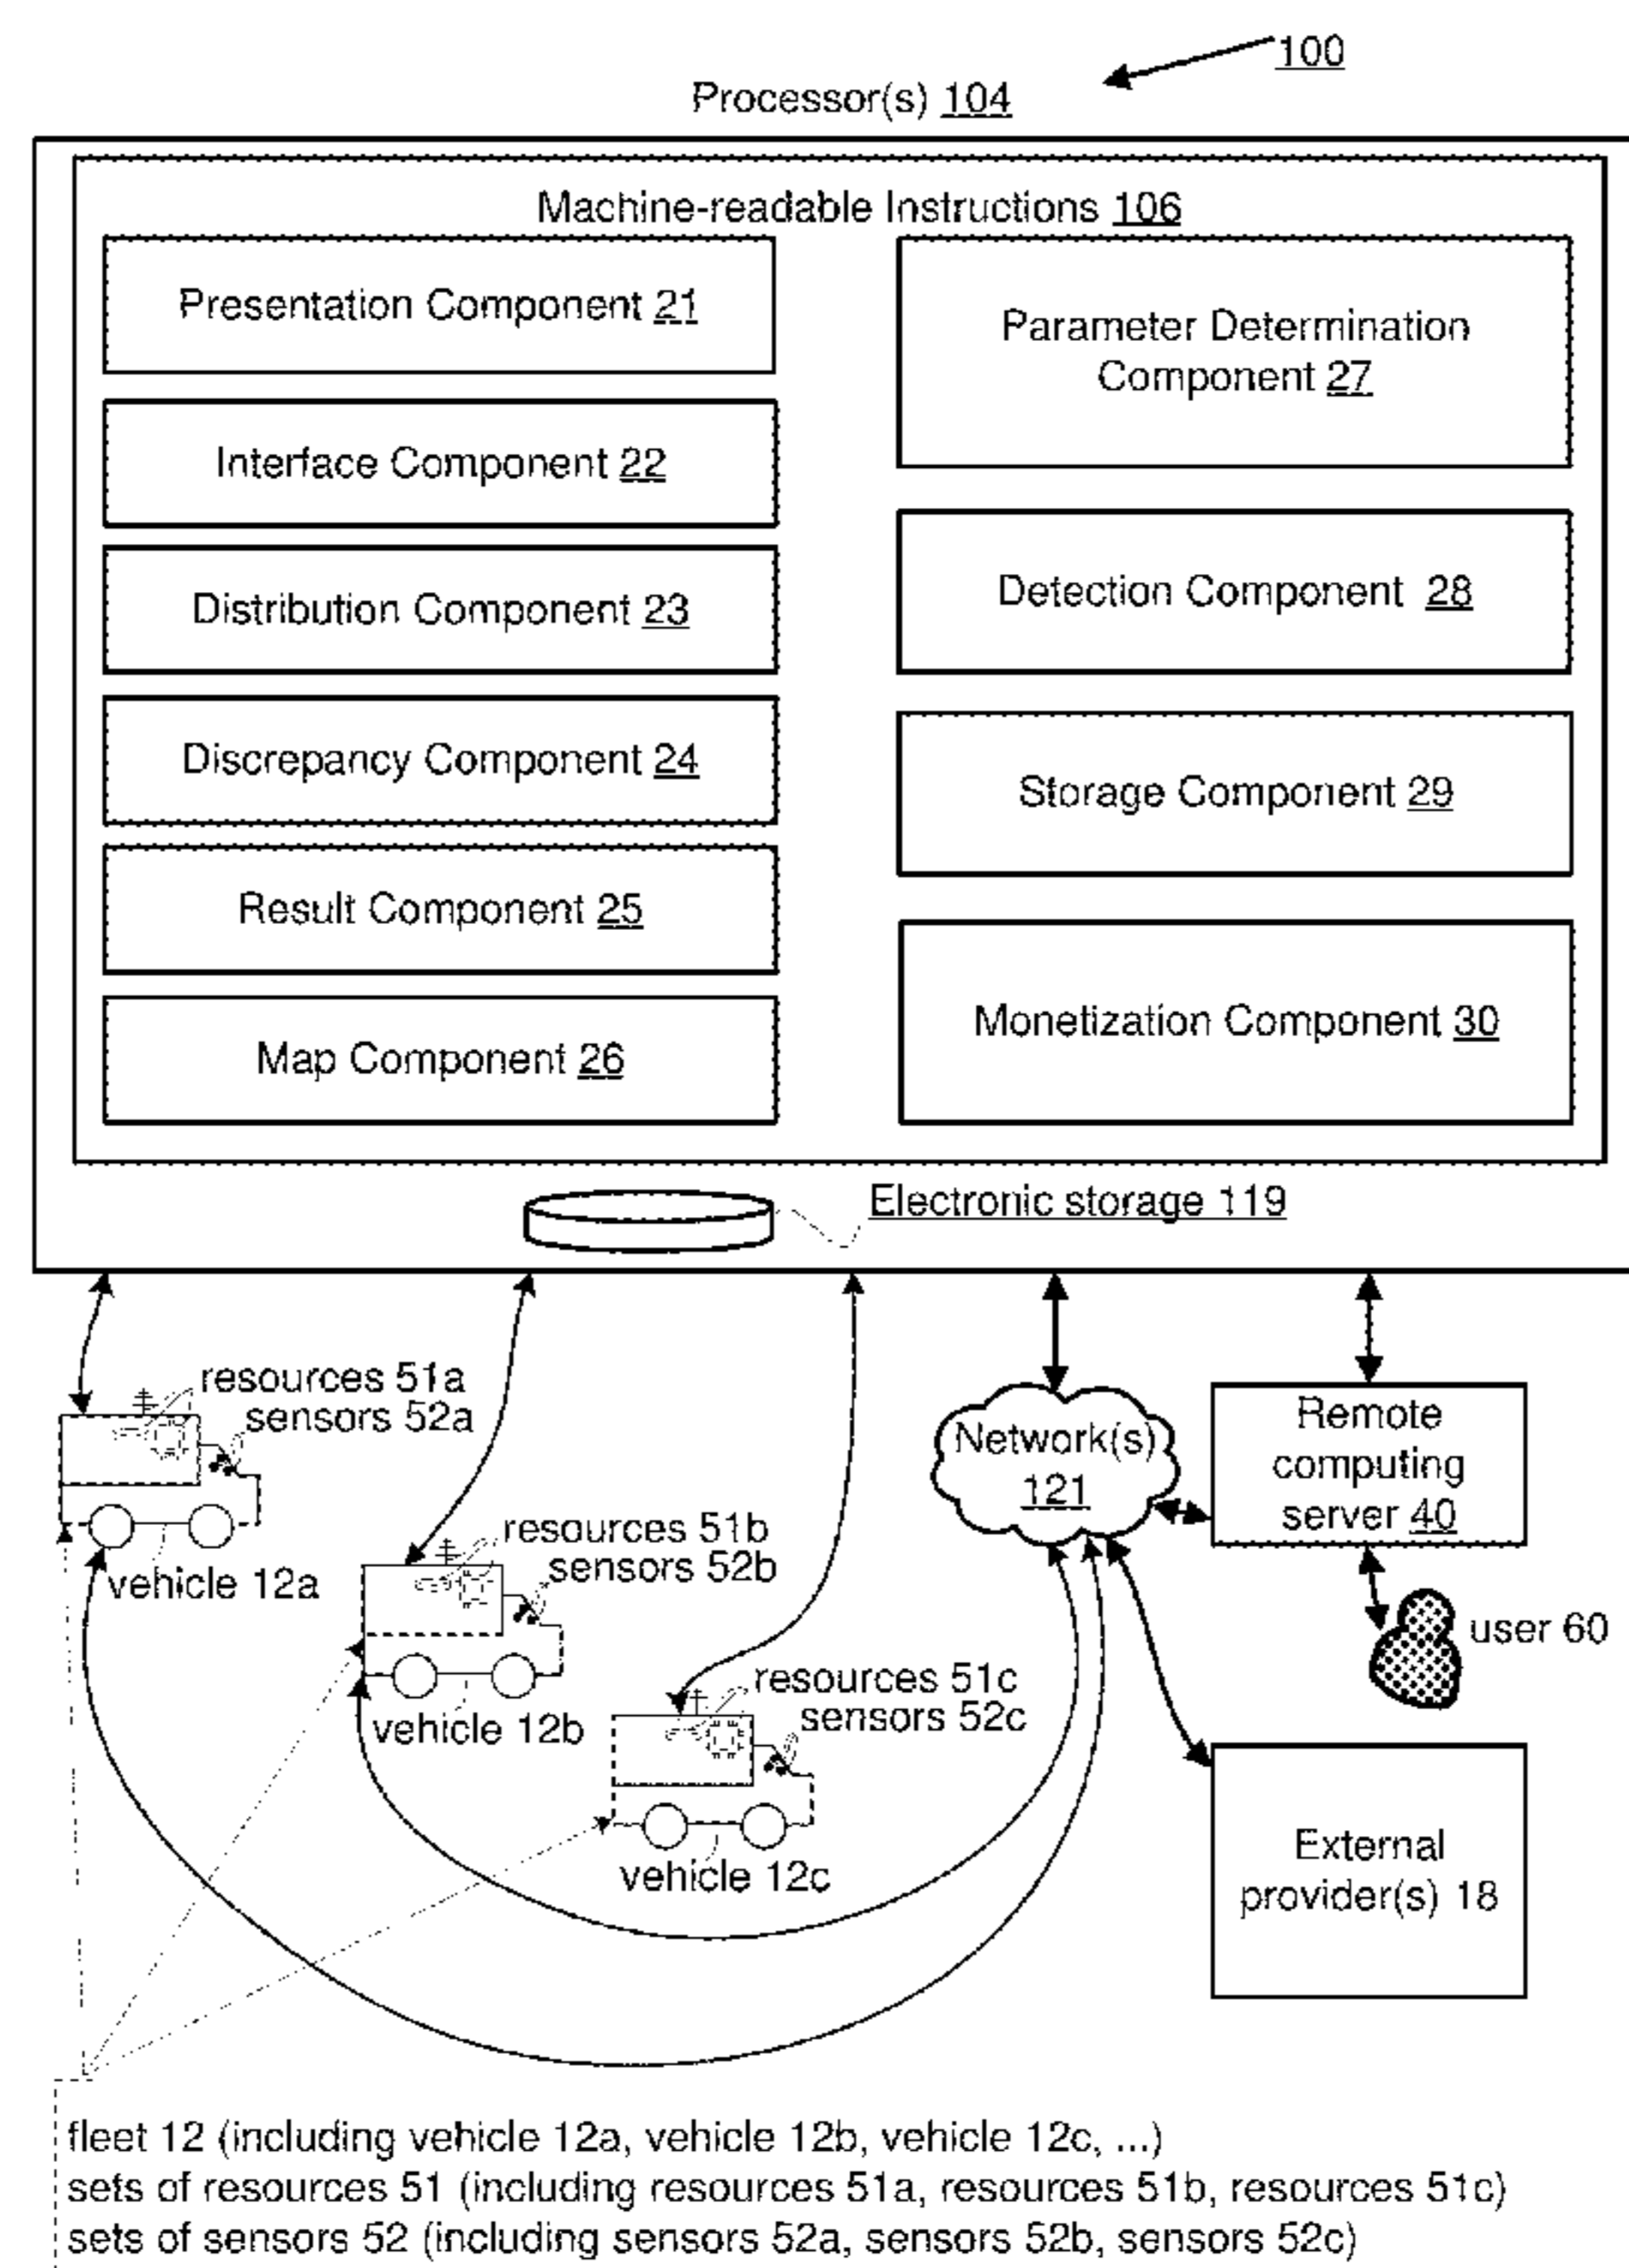 100
Processor(s) 104
Machine-readable Instructions 106
Presentation Component 21
Interface Component 22
Distribution Component 23
Discrepancy Component 24
Result Component 25
Map Component 26
Parameter Determination
Component 27
Detection Component 28
Storage Component 29
Monetization Component 30
Electronic storage 119
resources 51a
sensors 52a
vehicle 12a
resources 51b
sensors 52b
vehicle 12b
resources 51c
sensors 52c
vehicle 12c
Network(s)
121
Remote
computing
server 40
user 60
External
provider(s) 18
fleet 12 (including vehicle 12a, vehicle 12b, vehicle 12c, ...)
sets of resources 51 (including resources 51a, resources 51b, resources 51c)
sets of sensors 52 (including sensors 52a, sensors 52b, sensors 52c)